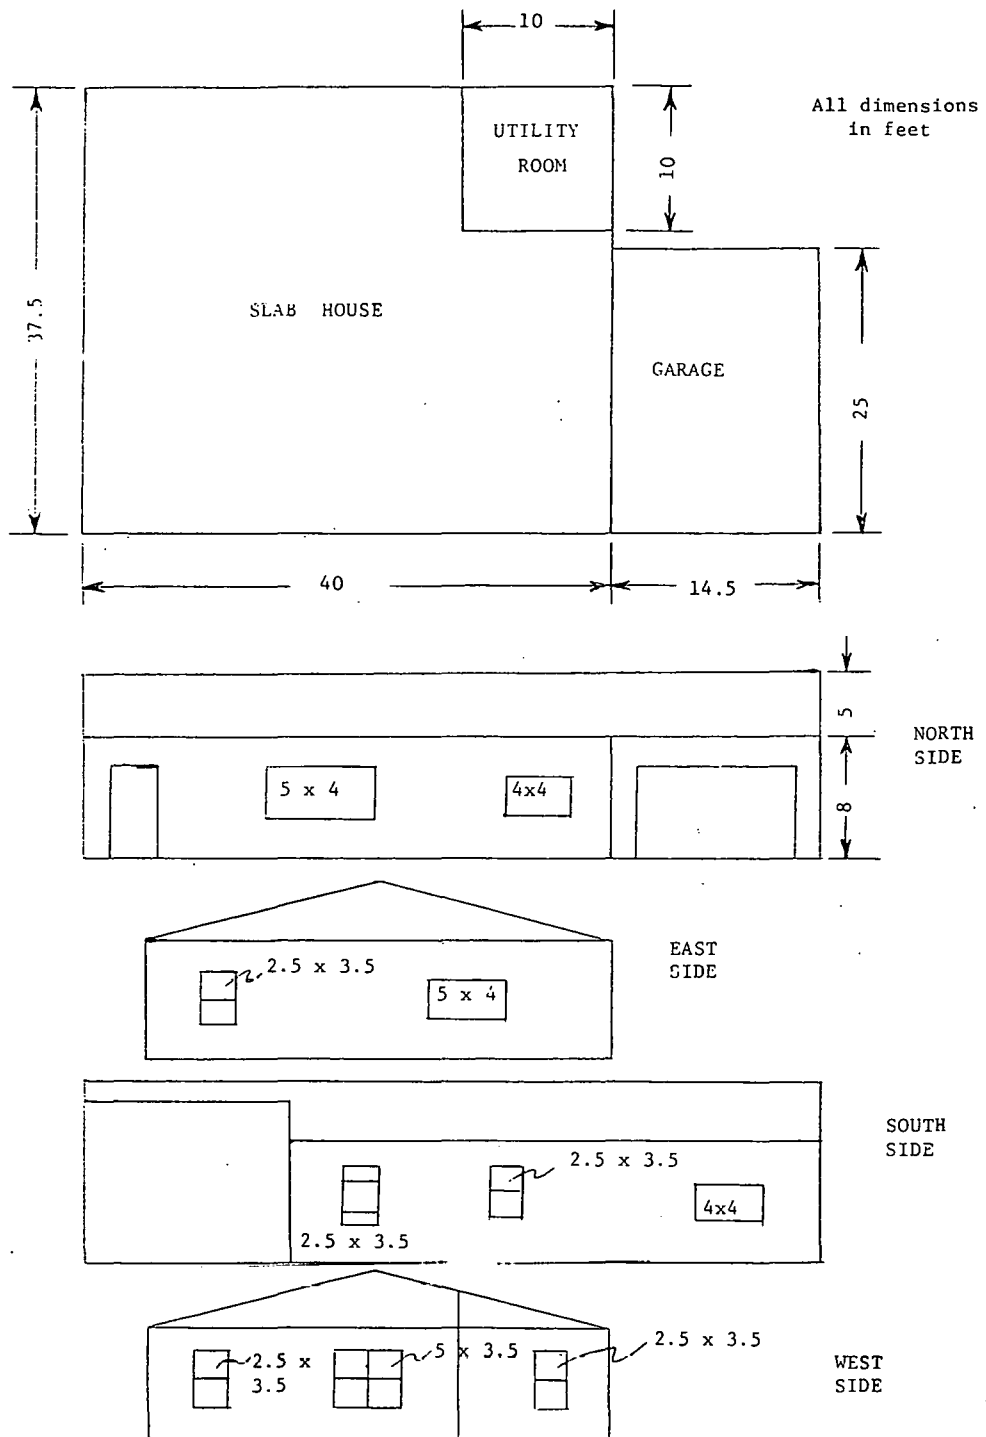 10
All dimensions
in feet
UTILITY
ROOM
10
37.5
SLAB HOUSE
GARAGE
25
40
14.5
5
NORTH
SIDE
5 x 4
4x4
8
EAST
SIDE
2.5 x 3.5
5 x 4
SOUTH
SIDE
2.5 x 3.5
4x4
2.5 x 3.5
2.5 x 3.5
5 x 3.5
2.5 x
3.5
WEST
SIDE